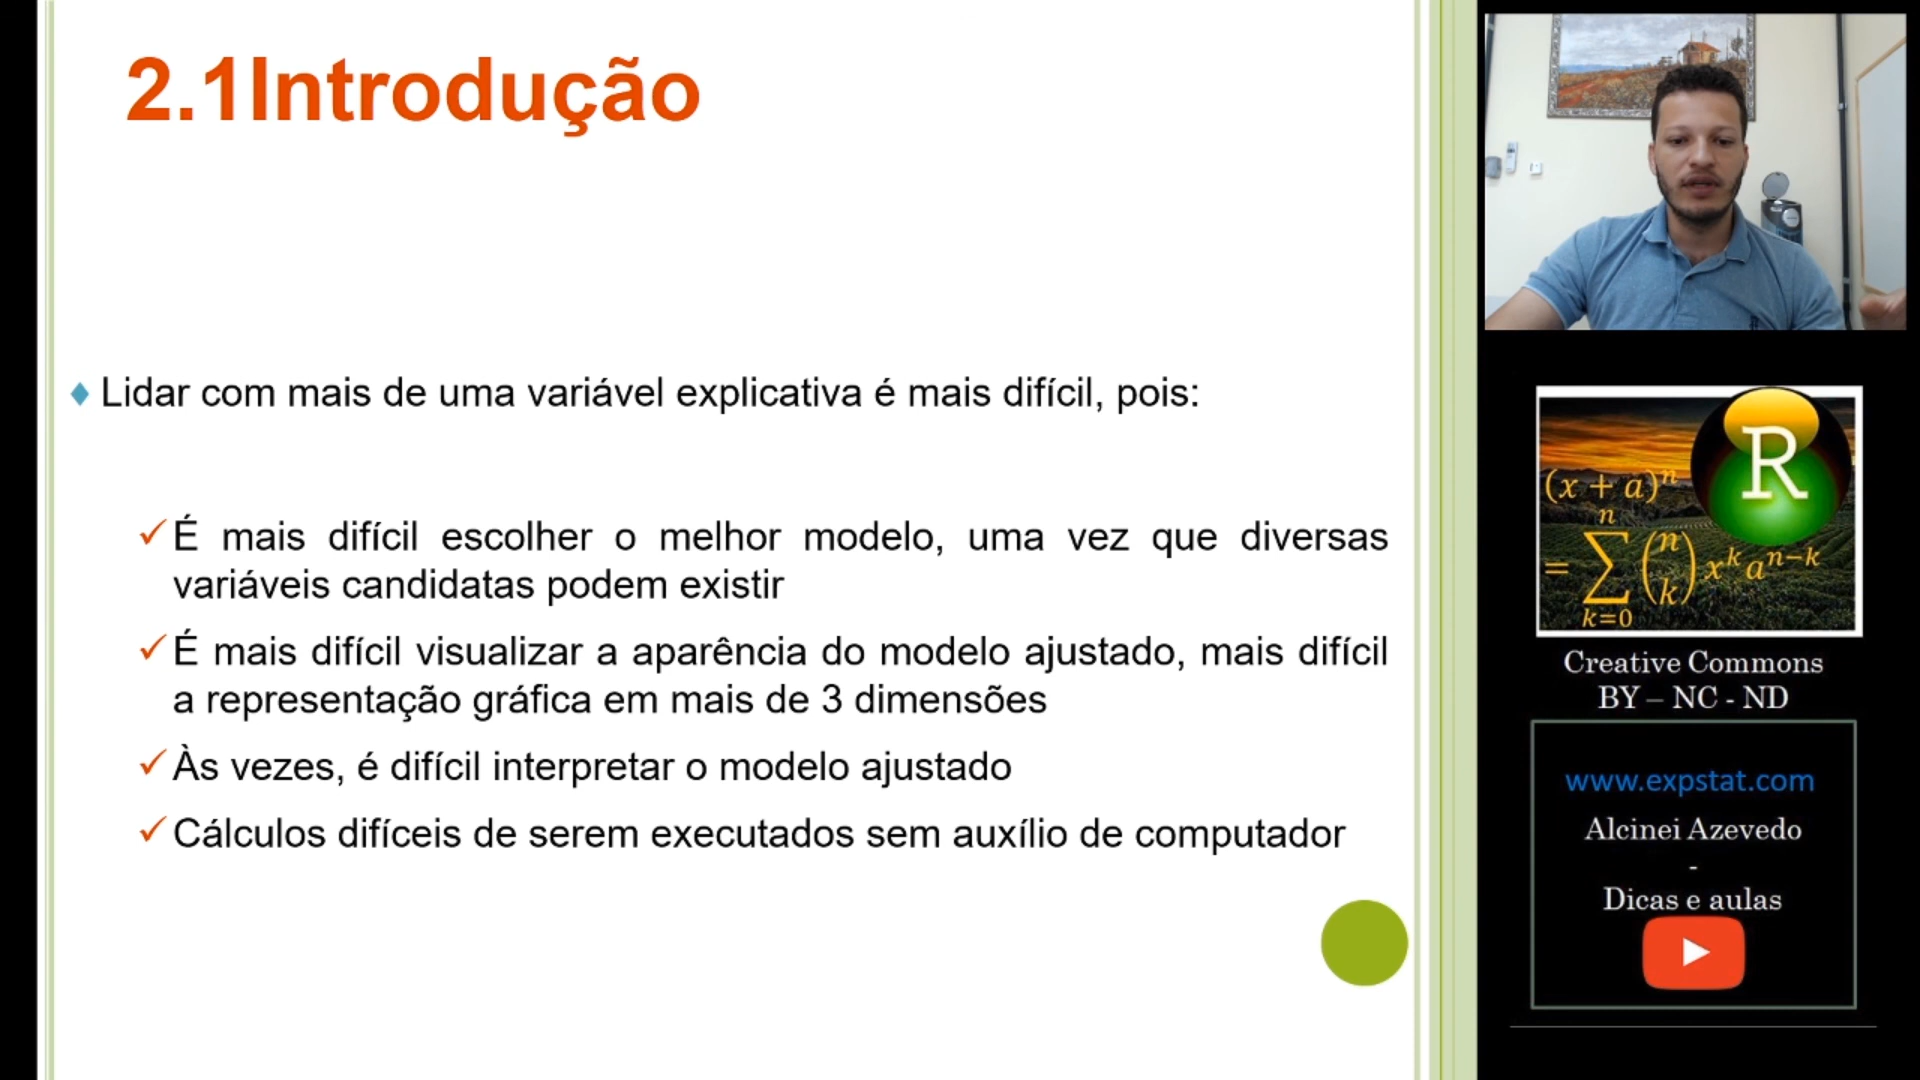 2.1Introdução
Lidar com mais de uma variável explicativa é mais difícil, pois:
É mais difícil escolher o melhor modelo, uma vez que diversas
variáveis candidatas podem existir
É mais difícil visualizar a aparência do modelo ajustado, mais difícil
a representação gráfica em mais de 3 dimensões
Às vezes, é difícil interpretar o modelo ajustado
Cálculos difíceis de serem executados sem auxílio de computador
R
(x + a)^n
= \sum_{k=0}^{n} \binom{n}{k} x^k a^{n-k}
Creative Commons
BY – NC - ND
www.expstat.com
Alcinei Azevedo
-
Dicas e aulas